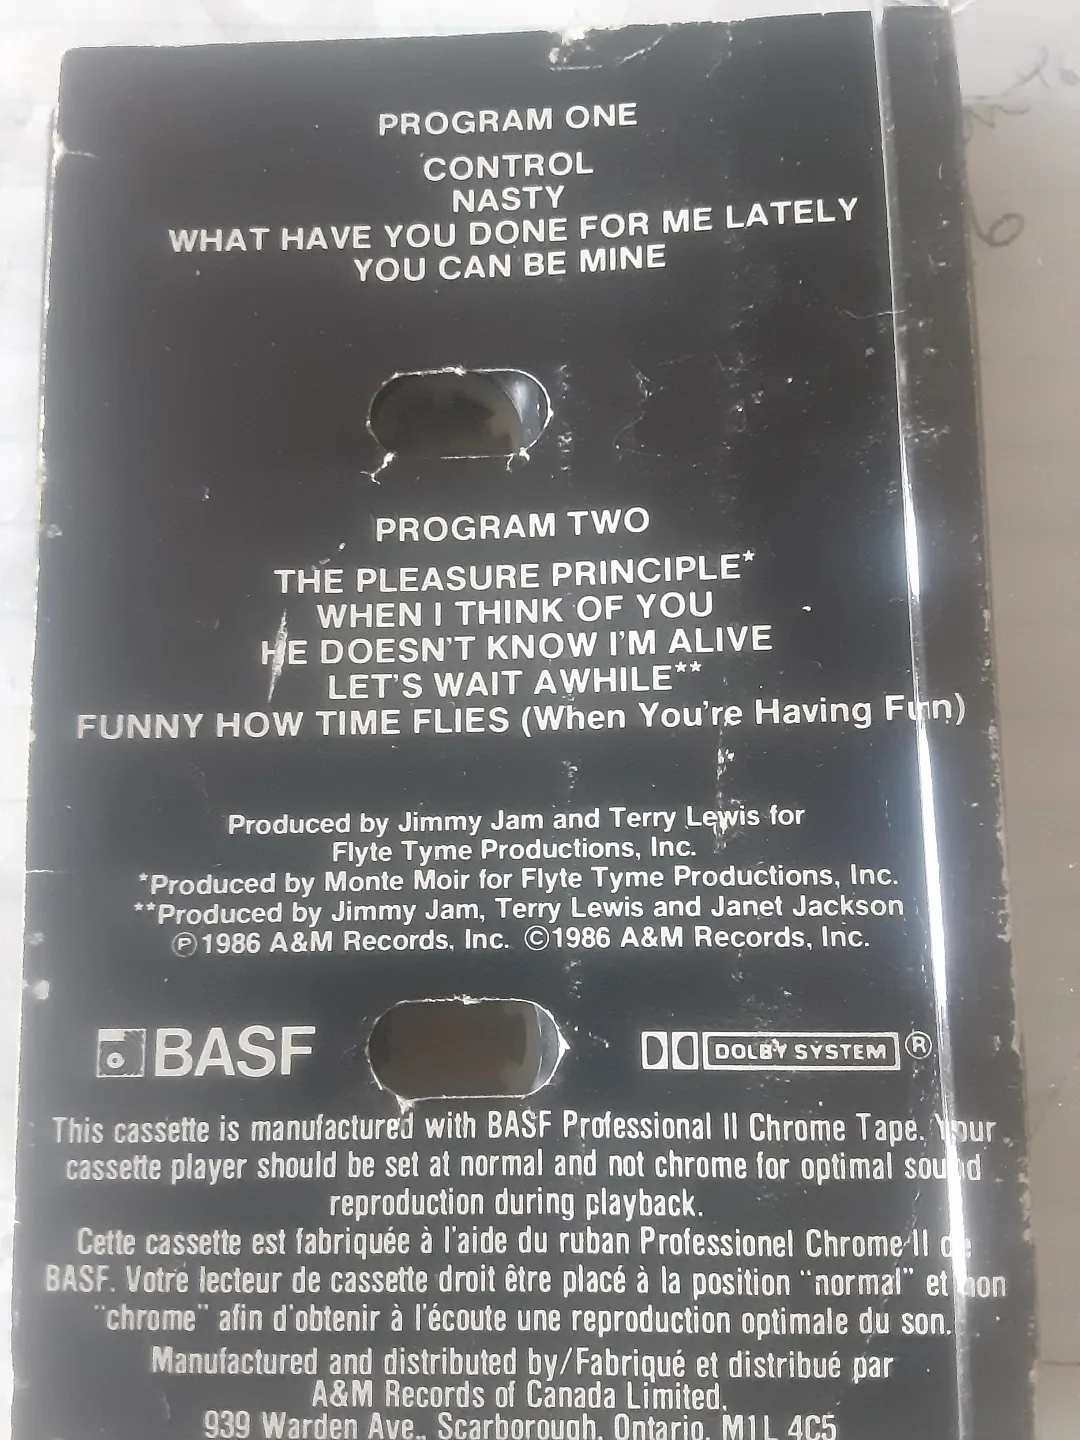 PROGRAM ONE
CONTROL
NASTY
WHAT HAVE YOU DONE FOR ME LATELY
YOU CAN BE MINE
PROGRAM TWO
THE PLEASURE PRINCIPLE*
WHEN I THINK OF YOU
HE DOESN'T KNOW I'M ALIVE
LET'S WAIT AWHILE**
FUNNY HOW TIME FLIES (When You're Having Fun)
Produced by Jimmy Jam and Terry Lewis for
Flyte Tyme Productions, Inc.
*Produced by Monte Moir for Flyte Tyme Productions, Inc.
**Produced by Jimmy Jam, Terry Lewis and Janet Jackson
℗1986 A&M Records, Inc. ©1986 A&M Records, Inc.
BASF
DOLBY SYSTEM®
This cassette is manufactured with BASF Professional II Chrome Tape. Your
cassette player should be set at normal and not chrome for optimal sound
reproduction during playback.
Cette cassette est fabriquée à l'aide du ruban Professionel Chrome II de
BASF. Votre lecteur de cassette droit être placé à la position "normal" et non
"chrome" afin d'obtenir à l'écoute une reproduction optimale du son.
Manufactured and distributed by/Fabriqué et distribué par
A&M Records of Canada Limited,
939 Warden Ave., Scarborough, Ontario, M1L 4C5